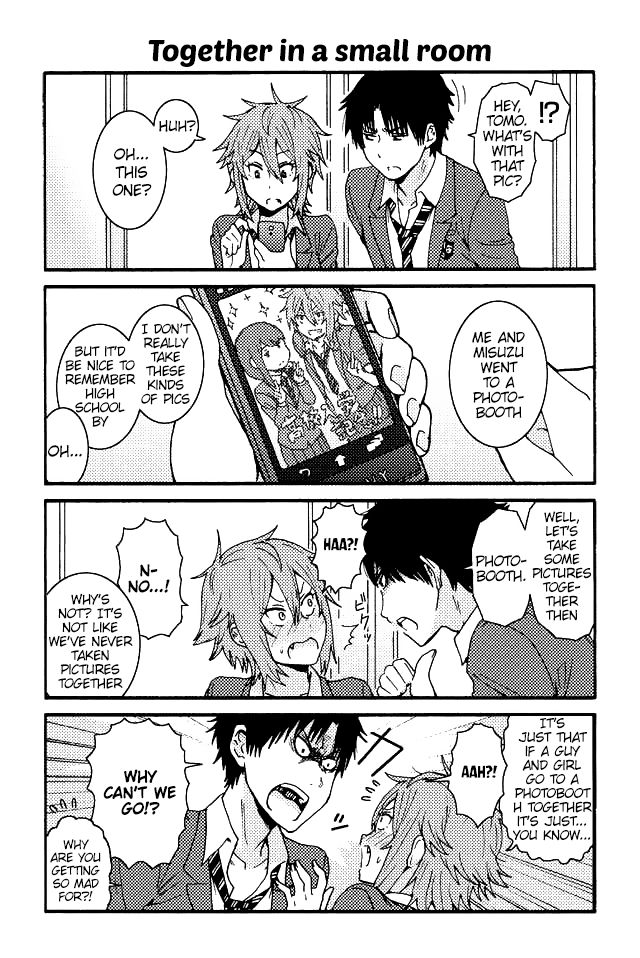 Together in a small room
!?
HEY,
TOMO.
WHAT'S
WITH
THAT
PIC?
HUH?
OH...
THIS
ONE?
ME AND
MISUZU
WENT
TO A
PHOTO-
BOOTH
I DON'T
REALLY
TAKE
THESE
KINDS
OF PICS
BUT IT'D
BE NICE TO
REMEMBER
HIGH
SCHOOL
BY
OH...
WELL,
LET'S
TAKE
SOME
PICTURES
TOGE-
THER
THEN
PHOTO-
BOOTH.
HAA?!
N-
NO...!
WHY'S
NOT? IT'S
NOT LIKE
WE'VE NEVER
TAKEN
PICTURES
TOGETHER
IT'S
JUST THAT
IF A GUY
AND GIRL
GO TO A
PHOTOBOOT
H TOGETHER
IT'S JUST...
YOU KNOW...
AAH?!
WHY
CAN'T WE
GO!?
WHY
ARE YOU
GETTING
SO MAD
FOR?!